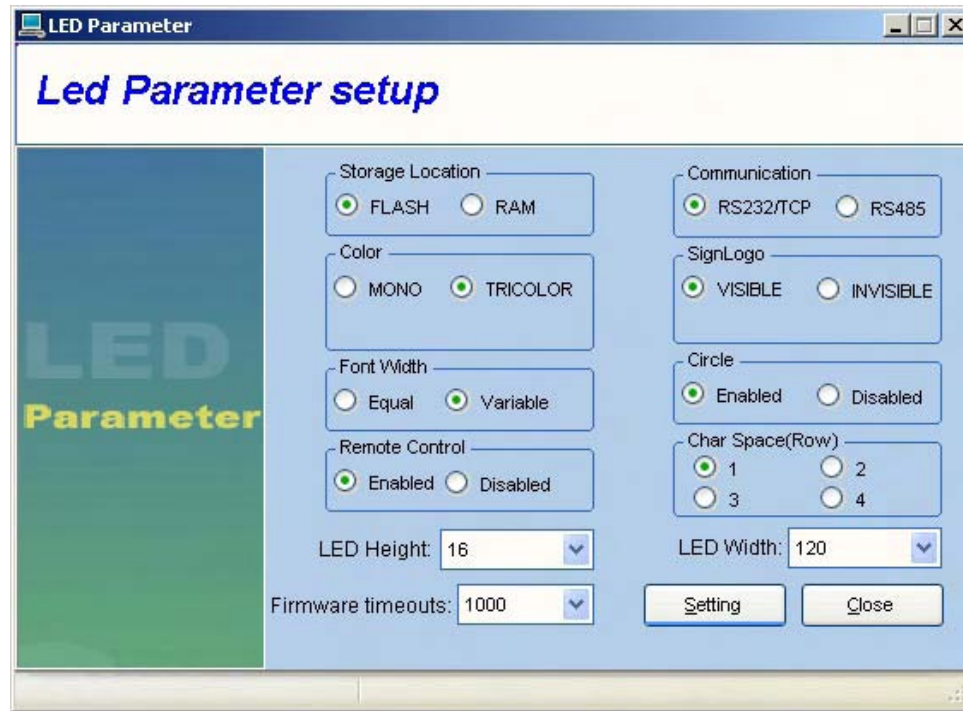 LED Parameter
Led Parameter setup
LED
Parameter
Storage Location
FLASH RAM
Communication
RS232/TCP RS485
Color
MONO TRICOLOR
SignLogo
VISIBLE INVISIBLE
Font Width
Equal Variable
Circle
Enabled Disabled
Remote Control
Enabled Disabled
Char Space(Row)
1 2
3 4
LED Height: 16
LED Width: 120
Firmware timeouts: 1000
Setting Close